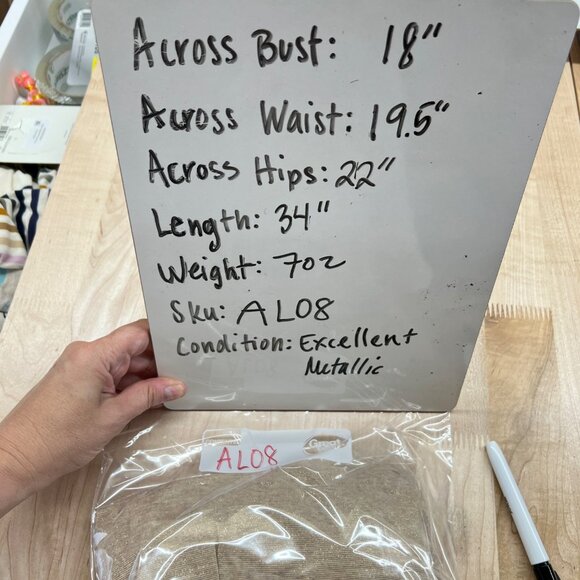 Across Bust: 18"
Across Waist: 19.5"
Across Hips: 22"
Length: 34"
Weight: 7oz
Sku: AL08
Condition: Excellent
Metallic
AL08